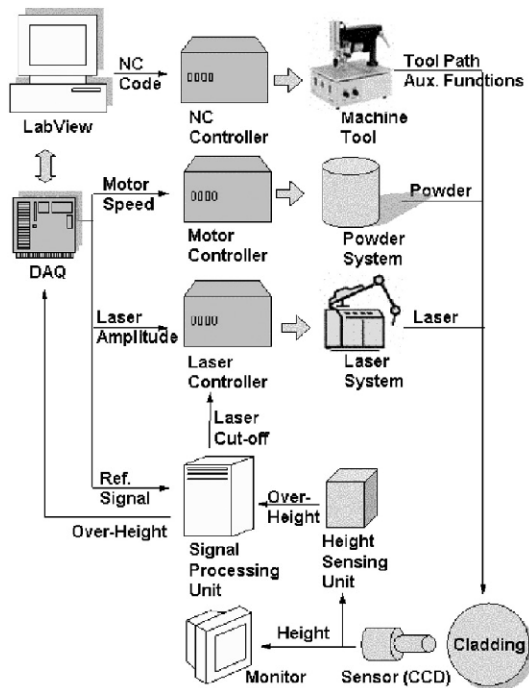 NC
Code
LabView
NC
Controller
Machine
Tool
Tool Path
Aux. Functions
Motor
Speed
DAQ
Motor Controller
Powder
System
Powder
Laser
Amplitude
Laser
Controller
Laser
System
Laser
Laser
Cut-off
Ref.
Signal
Over-Height
Signal
Processing
Unit
Over-
Height
Height
Sensing
Unit
Height
Monitor
Sensor (CCD)
Cladding